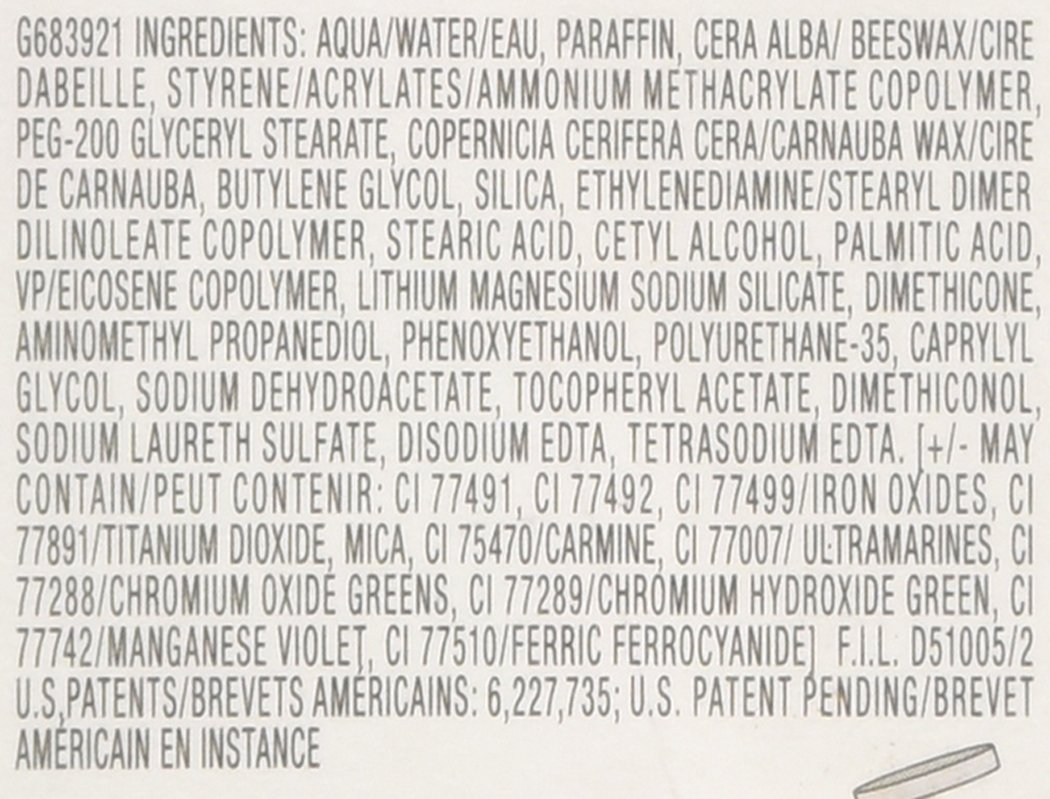 G683921 INGREDIENTS: AQUA/WATER/EAU, PARAFFIN, CERA ALBA/ BEESWAX/CIRE
DABEILLE, STYRENE/ACRYLATES/AMMONIUM METHACRYLATE COPOLYMER,
PEG-200 GLYCERYL STEARATE, COPERNICIA CERIFERA CERA/CARNAUBA WAX/CIRE
DE CARNAUBA, BUTYLENE GLYCOL, SILICA, ETHYLENEDIAMINE/STEARYL DIMER
DILINOLEATE COPOLYMER, STEARIC ACID, CETYL ALCOHOL, PALMITIC ACID,
VP/EICOSENE COPOLYMER, LITHIUM MAGNESIUM SODIUM SILICATE, DIMETHICONE,
AMINOMETHYL PROPANEDIOL, PHENOXYETHANOL, POLYURETHANE-35, CAPRYLYL
GLYCOL, SODIUM DEHYDROACETATE, TOCOPHERYL ACETATE, DIMETHICONOL,
SODIUM LAURETH SULFATE, DISODIUM EDTA, TETRASODIUM EDTA. [+/- MAY
CONTAIN/PEUT CONTENIR: CI 77491, CI 77492, CI 77499/IRON OXIDES, CI
77891/TITANIUM DIOXIDE, MICA, CI 75470/CARMINE, CI 77007/ ULTRAMARINES, CI
77288/CHROMIUM OXIDE GREENS, CI 77289/CHROMIUM HYDROXIDE GREEN, CI
77742/MANGANESE VIOLET, CI 77510/FERRIC FERROCYANIDE] F.I.L. D51005/2
U.S.PATENTS/BREVETS AMÉRICAINS: 6,227,735; U.S. PATENT PENDING/BREVET
AMÉRICAIN EN INSTANCE